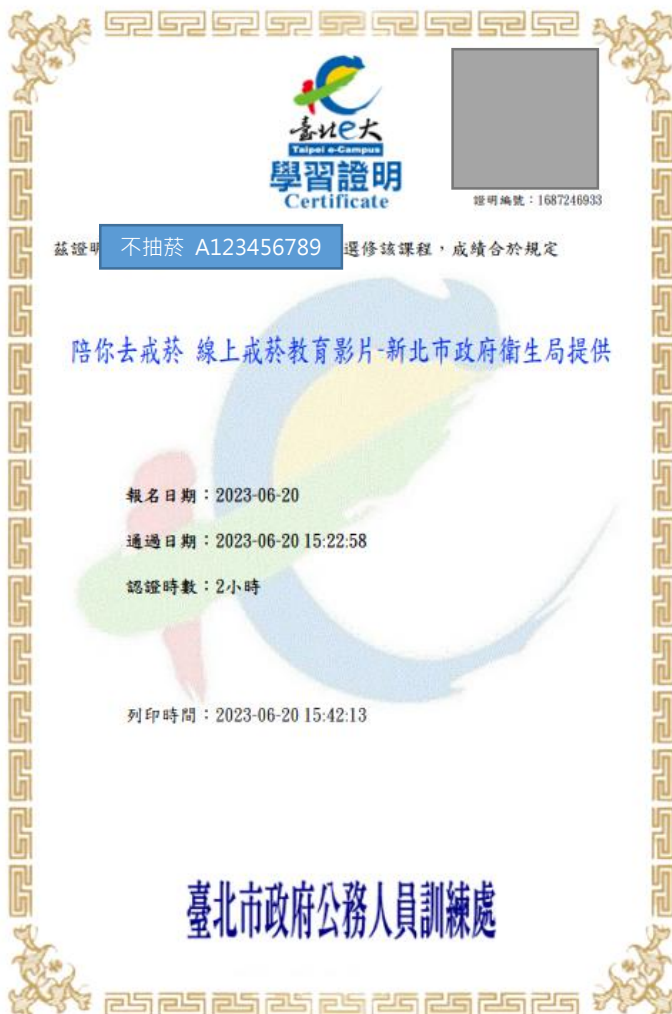 臺北e大
Taipei e-Campus
學習證明
Certificate
證明編號：1687246933
茲證明 不抽菸 A123456789 選修該課程，成績合於規定
陪你去戒菸 線上戒菸教育影片-新北市政府衛生局提供
報名日期：2023-06-20
通過日期：2023-06-20 15:22:58
認證時數：2小時
列印時間：2023-06-20 15:42:13
臺北市政府公務人員訓練處